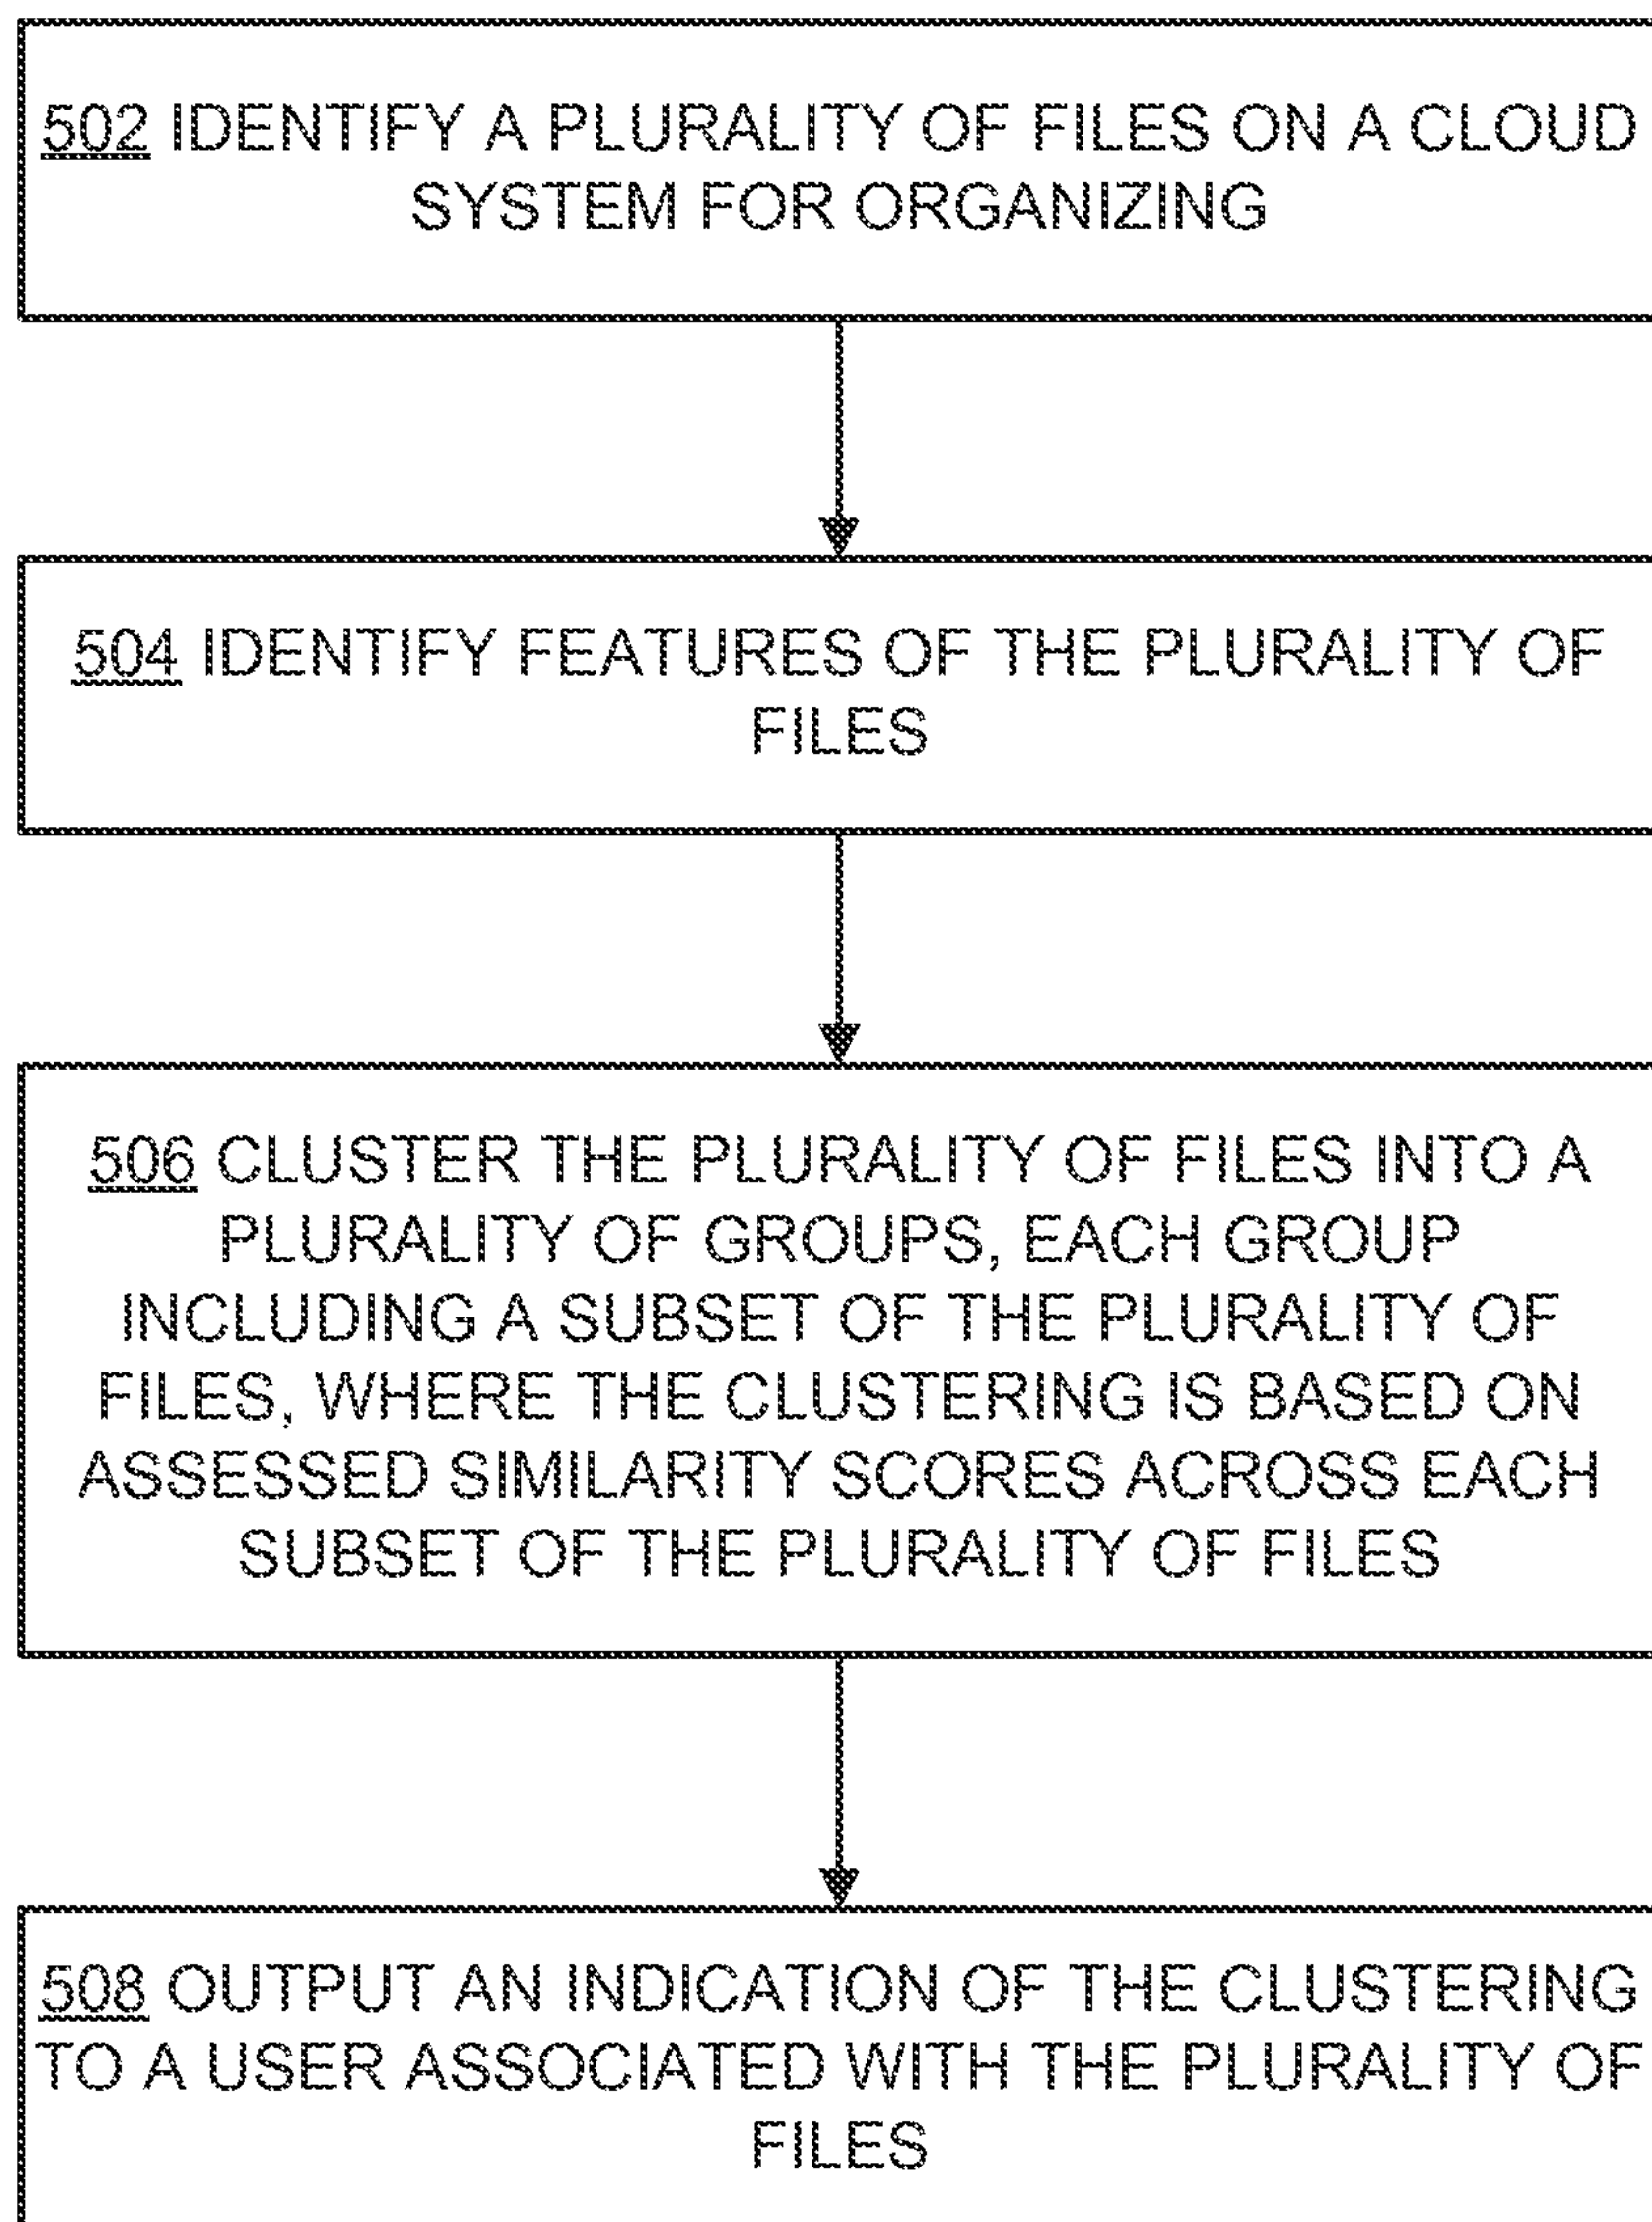 502 IDENTIFY A PLURALITY OF FILES ON A CLOUD
SYSTEM FOR ORGANIZING
504 IDENTIFY FEATURES OF THE PLURALITY OF
FILES
506 CLUSTER THE PLURALITY OF FILES INTO A
PLURALITY OF GROUPS, EACH GROUP
INCLUDING A SUBSET OF THE PLURALITY OF
FILES, WHERE THE CLUSTERING IS BASED ON
ASSESSED SIMILARITY SCORES ACROSS EACH
SUBSET OF THE PLURALITY OF FILES
508 OUTPUT AN INDICATION OF THE CLUSTERING
TO A USER ASSOCIATED WITH THE PLURALITY OF
FILES